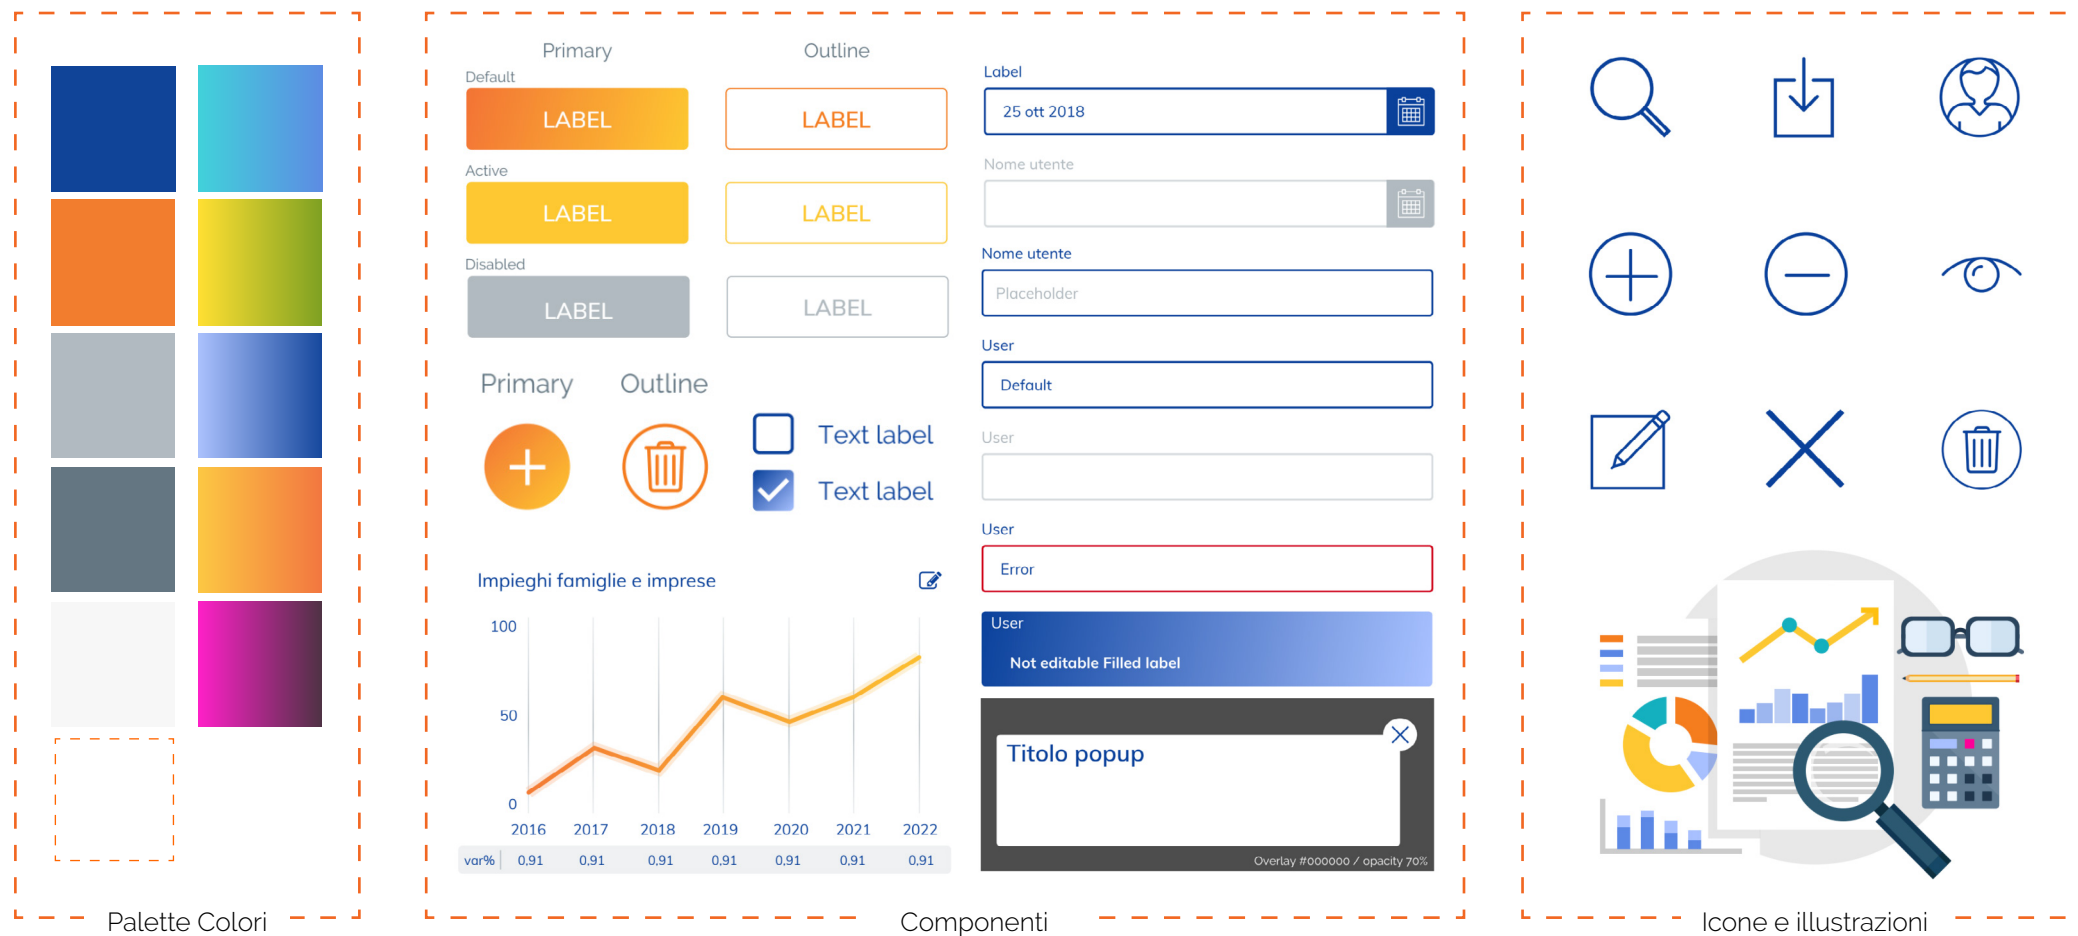 Primary
Outline
Default
LABEL
LABEL
Active
LABEL
LABEL
Disabled
LABEL
LABEL
Primary
Outline
Text label
Text label
Impieghi famiglie e imprese
100
50
0
2016 2017 2018 2019 2020 2021 2022
var% 0,91 0,91 0,91 0,91 0,91 0,91 0,91
Label
25 ott 2018
Nome utente
Nome utente
Placeholder
User
Default
User
User
Error
User
Not editable Filled label
Titolo popup
Overlay #000000 / opacity 70%
Palette Colori
Componenti
Icone e illustrazioni